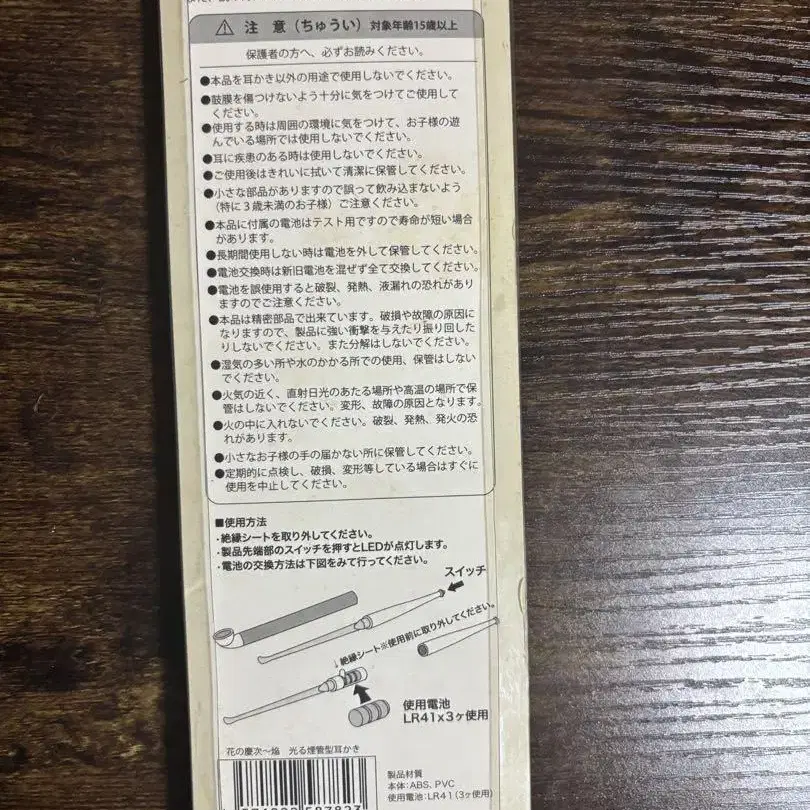 ⚠ 注 意（ちゅうい）対象年齢15歳以上
保護者の方へ、必ずお読みください。
●本品を耳かき以外の用途で使用しないでください。
●鼓膜を傷つけないよう十分に気をつけてご使用して
ください。
●使用する時は周囲の環境に気をつけて、お子様の遊
んでいる場所では使用しないでください。
●耳に疾患のある時は使用しないでください。
●ご使用後はきれいに拭いて清潔に保管してください。
●小さな部品がありますので誤って飲み込まないよう
（特に３歳未満のお子様）ご注意ください。
●本品に付属の電池はテスト用ですので寿命が短い場合
があります。
●長期間使用しない時は電池を外して保管してください。
●電池交換時は新旧電池を混ぜず全て交換してください。
●電池を誤使用すると破裂、発熱、液漏れの恐れがあり
ますのでご注意ください。
●本品は精密部品で出来ています。破損や故障の原因に
なりますので、製品に強い衝撃を与えたり振り回した
りしないでください。また分解はしないでください。
●湿気の多い所や水のかかる所での使用、保管はしない
でください。
●火気の近く、直射日光のあたる場所や高温の場所で保
管はしないでください。変形、故障の原因となります。
●火の中に入れないでください。破裂、発熱、発火の恐
れがあります。
●小さなお子様の手の届かない所に保管してください。
●定期的に点検し、破損、変形等している場合はすぐに
使用を中止してください。
■使用方法
・絶縁シートを取り外してください。
・製品先端部のスイッチを押すとLEDが点灯します。
・電池の交換方法は下図をみて行ってください。
スイッチ
絶縁シート※使用前に取り外してください。
使用電池
LR41×3ヶ使用
花の慶次〜焔 光る煙管型耳かき
製品材質
本体：ABS、PVC
使用電池：LR41（3ヶ使用）